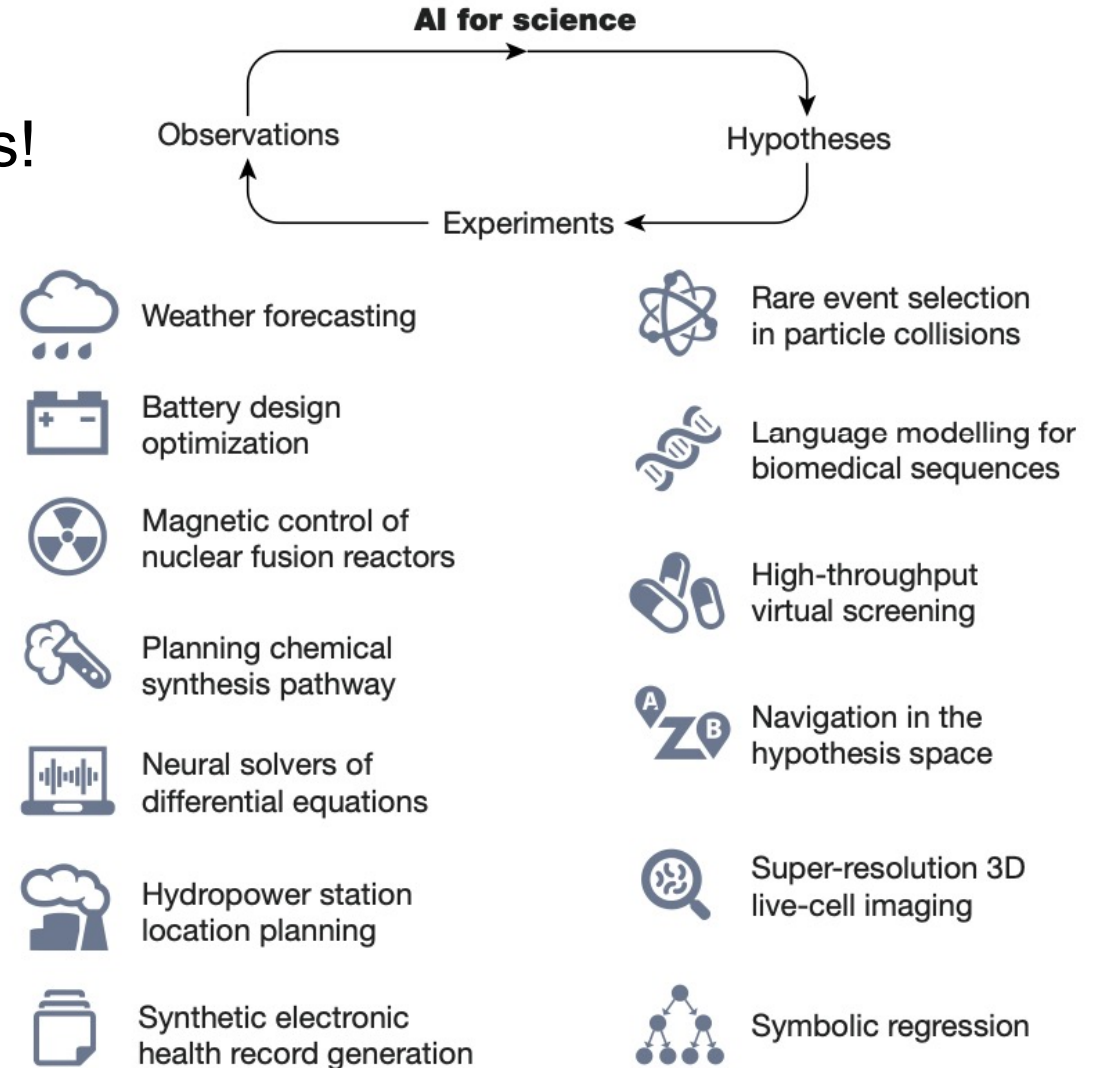 AI for science
s!
Observations
Hypotheses
Experiments
Weather forecasting
Battery design
optimization
Magnetic control of
nuclear fusion reactors
Planning chemical
synthesis pathway
Neural solvers of
differential equations
Hydropower station
location planning
Synthetic electronic
health record generation
Rare event selection
in particle collisions
Language modelling for
biomedical sequences
High-throughput
virtual screening
A
Z
B
Navigation in the
hypothesis space
Super-resolution 3D
live-cell imaging
Symbolic regression